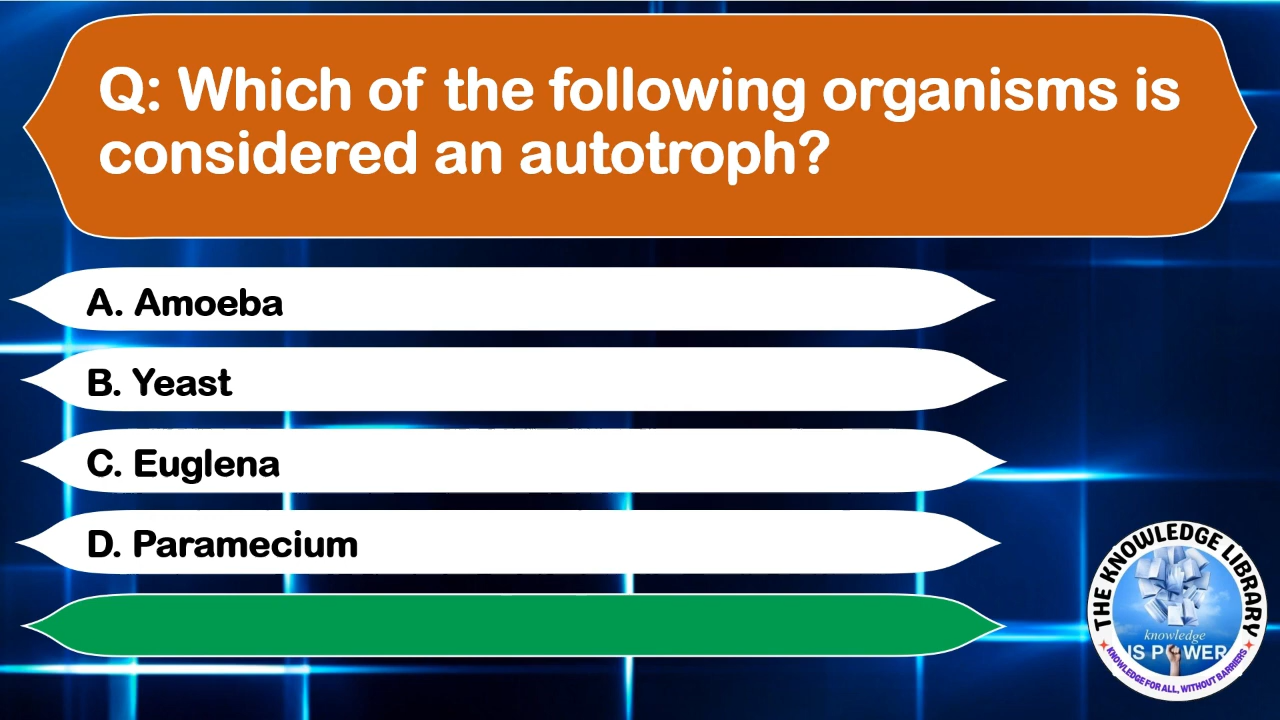 Q: Which of the following organisms is
considered an autotroph?
A. Amoeba
B. Yeast
C. Euglena
D. Paramecium
THE KNOWLEDGE LIBRARY
knowledge
IS POWER
KNOWLEDGE FOR ALL, WITHOUT BARRIERS